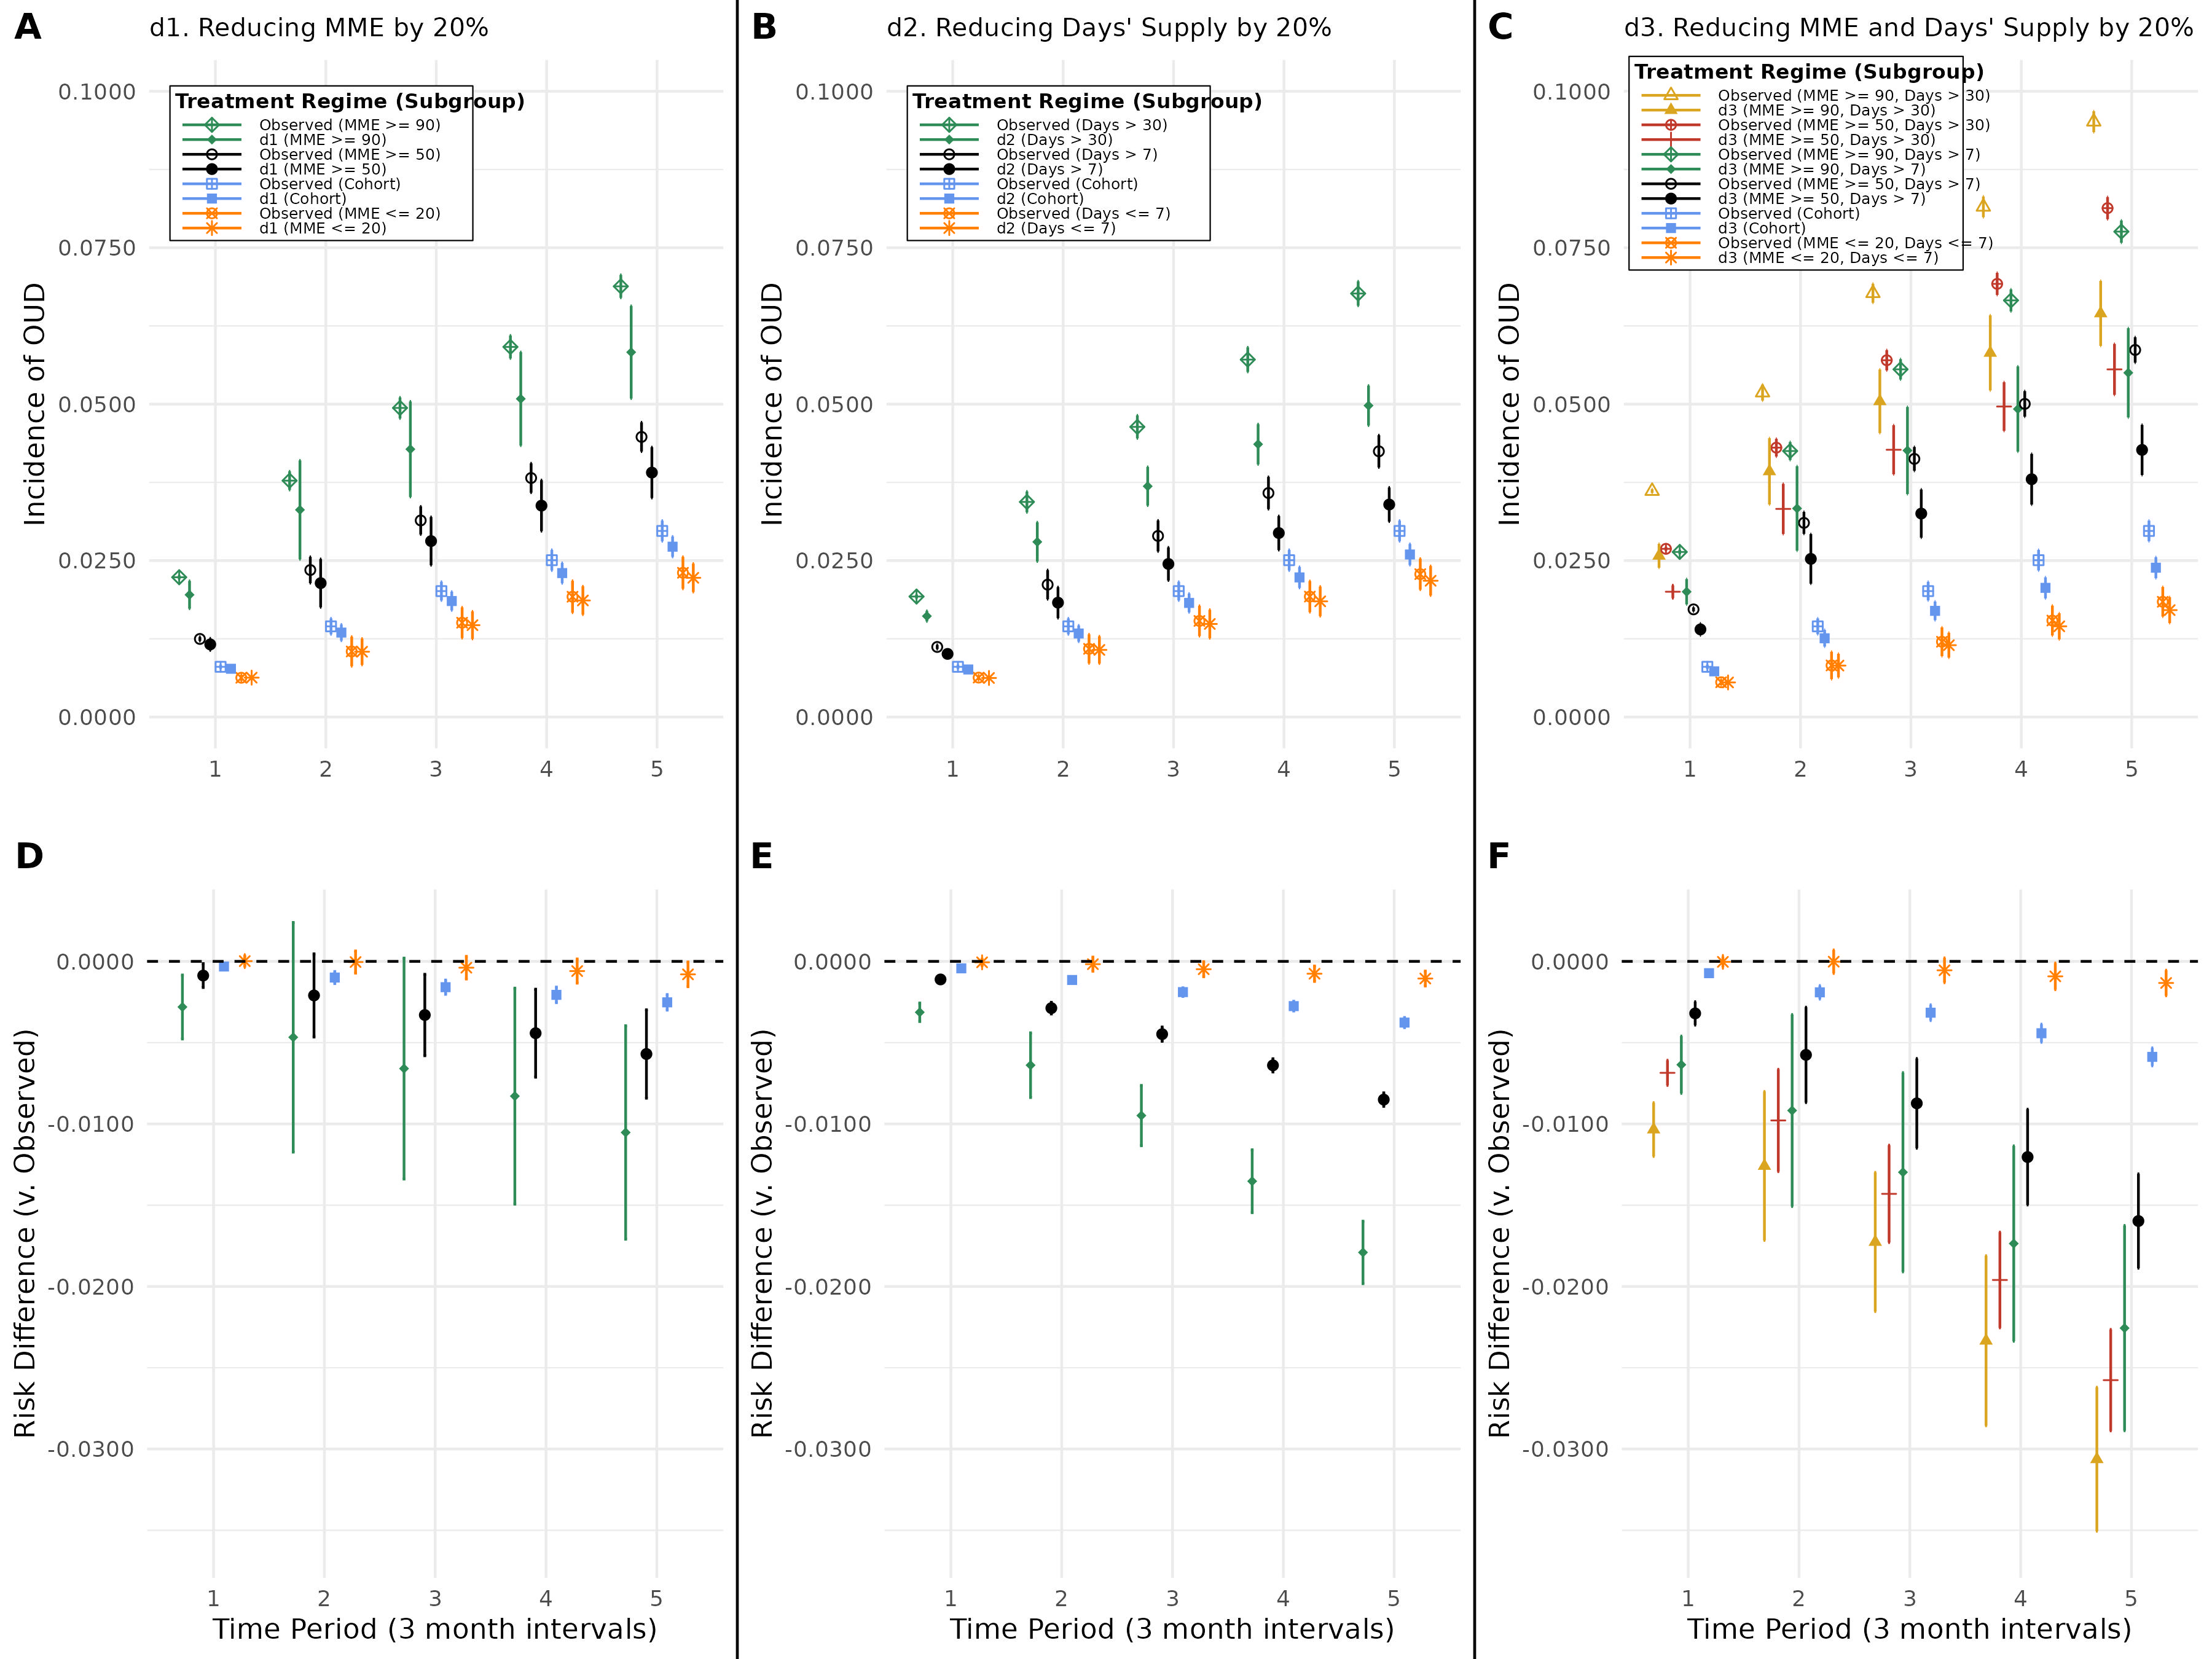 A
d1. Reducing MME by 20%
Treatment Regime (Subgroup)
Observed (MME >= 90)
d1 (MME >= 90)
Observed (MME >= 50)
d1 (MME >= 50)
Observed (Cohort)
d1 (Cohort)
Observed (MME <= 20)
d1 (MME <= 20)
Incidence of OUD
0.1000
0.0750
0.0500
0.0250
0.0000
1 2 3 4 5
B
d2. Reducing Days' Supply by 20%
Treatment Regime (Subgroup)
Observed (Days > 30)
d2 (Days > 30)
Observed (Days > 7)
d2 (Days > 7)
Observed (Cohort)
d2 (Cohort)
Observed (Days <= 7)
d2 (Days <= 7)
Incidence of OUD
0.1000
0.0750
0.0500
0.0250
0.0000
1 2 3 4 5
C
d3. Reducing MME and Days' Supply by 20%
Treatment Regime (Subgroup)
Observed (MME >= 90, Days > 30)
d3 (MME >= 90, Days > 30)
Observed (MME >= 50, Days > 30)
d3 (MME >= 50, Days > 30)
Observed (MME >= 90, Days > 7)
d3 (MME >= 90, Days > 7)
Observed (MME >= 50, Days > 7)
d3 (MME >= 50, Days > 7)
Observed (Cohort)
d3 (Cohort)
Observed (MME <= 20, Days <= 7)
d3 (MME <= 20, Days <= 7)
Incidence of OUD
0.1000
0.0750
0.0500
0.0250
0.0000
1 2 3 4 5
D
Risk Difference (v. Observed)
0.0000
-0.0100
-0.0200
-0.0300
1 2 3 4 5
Time Period (3 month intervals)
E
Risk Difference (v. Observed)
0.0000
-0.0100
-0.0200
-0.0300
1 2 3 4 5
Time Period (3 month intervals)
F
Risk Difference (v. Observed)
0.0000
-0.0100
-0.0200
-0.0300
1 2 3 4 5
Time Period (3 month intervals)